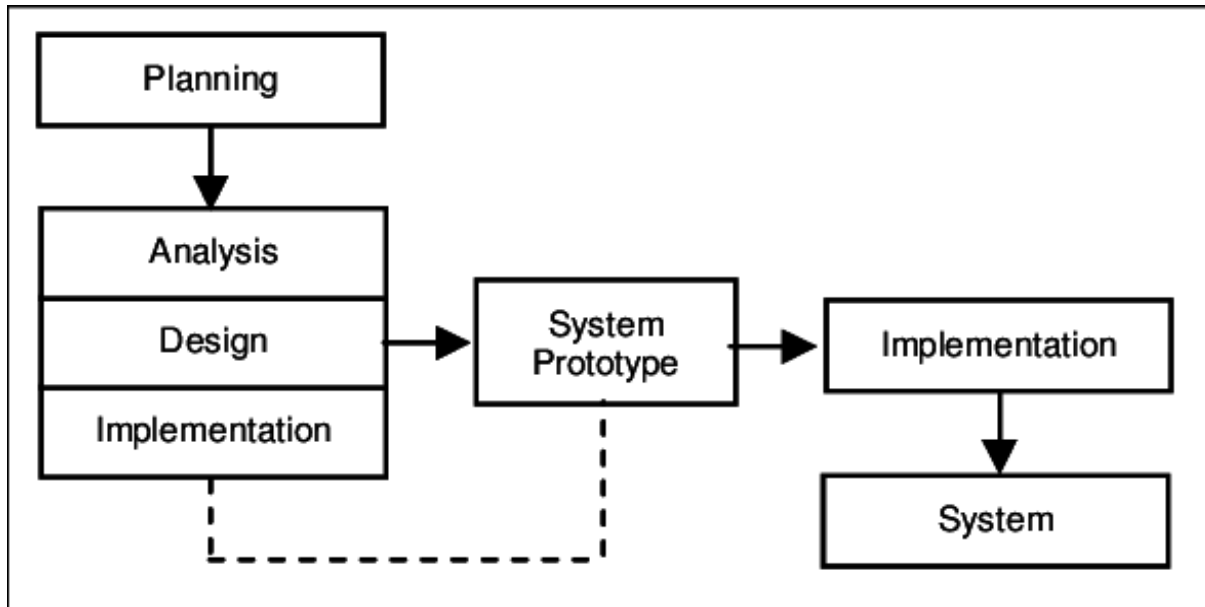 Planning
Analysis
Design
Implementation
System
Prototype
Implementation
System